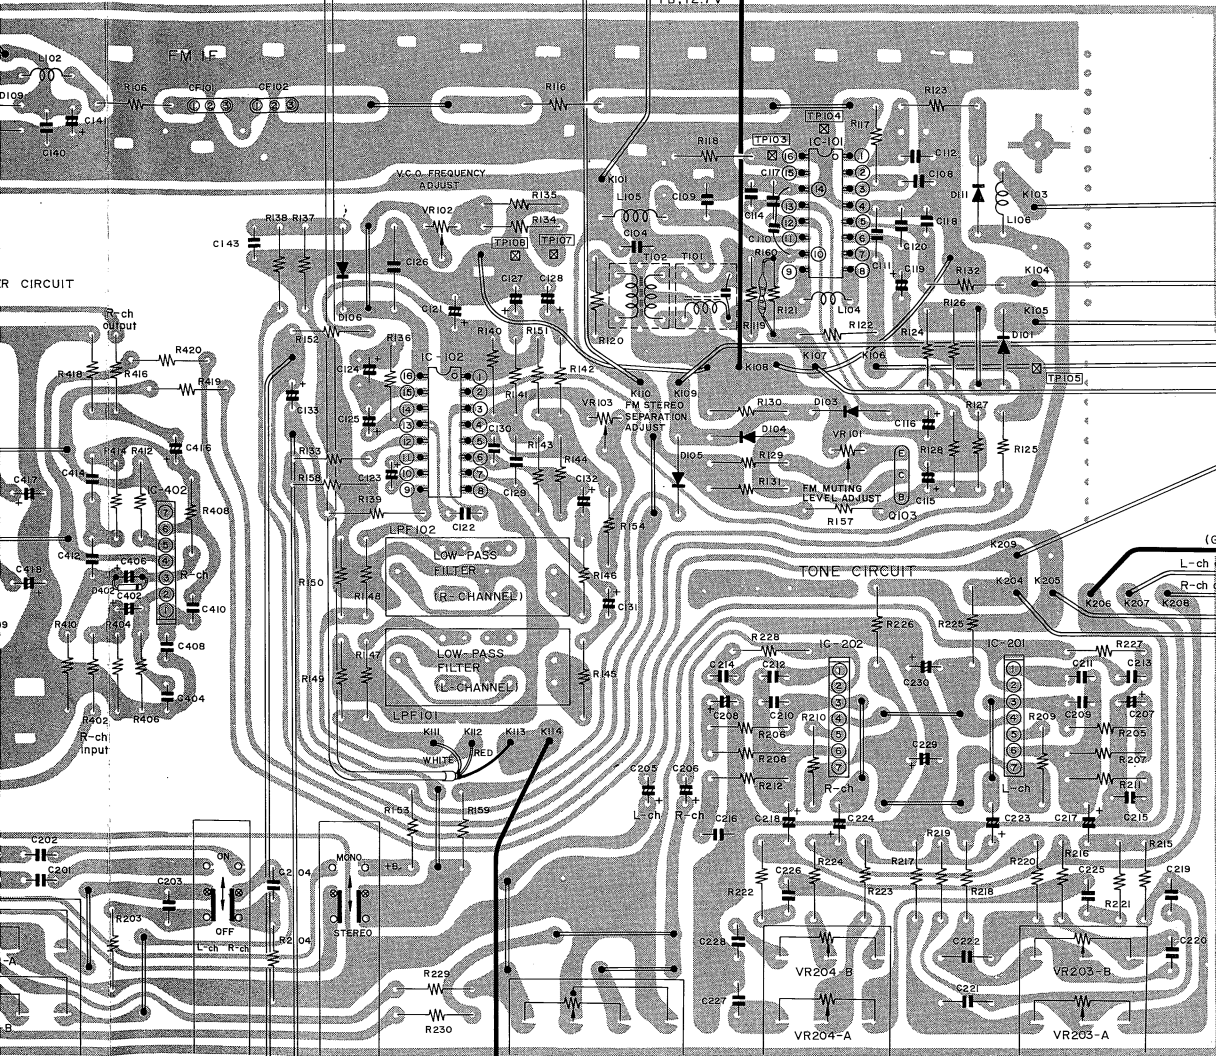 L102
FM IF
R106
CF101
CF102
R116
R123
D109
C141
C140
TP104
R117
IC-101
TP103
R118
C112
C108
C117
C109
C114
C110
L105
C104
D111
K103
L106
C118
C120
C111
C119
K101
V.C.O. FREQUENCY
ADJUST
R135
VR102
R134
TP106
TP107
R138
R137
C143
C126
T102
T101
R160
R132
K104
C127
C128
R CIRCUIT
R-ch
output
D106
C121
R119
R121
L104
R126
K105
R152
R136
R140
R151
R120
R122
R124
D101
R420
IC-102
K107
K106
C124
R142
K108
TP105
R418
R416
R419
R141
K110
K109
C133
VR103
FM STEREO
SEPARATION
ADJUST
R130
D103
R127
C125
C130
R143
D104
VR101
C116
C416
R414
R412
R133
R144
D105
R129
R128
R125
C414
C417
R158
C123
C129
C132
R131
FM MUTING
LEVEL ADJUST
E
C
B
C115
IC-402
R408
R139
C122
R154
R157
Q103
LPF102
LOW-PASS
FILTER
(R-CHANNEL)
C412
C406
R-ch
C418
D402
C402
R150
R148
R146
C131
TONE CIRCUIT
K209
K204
K205
K206
K207
K208
L-ch
R-ch
R410
R404
C410
C408
C404
R402
R406
R-ch
input
R149
R147
LOW-PASS
FILTER
(L-CHANNEL)
R145
LPF101
R226
R225
R228
IC-202
IC-201
R227
C214
C212
C230
C211
C213
C208
C210
R210
R209
C209
C207
R206
R205
R208
C229
R207
R212
R211
R-ch
L-ch
K111
K112
K113
K114
WHITE
RED
C205
C206
L-ch
R-ch
R153
R159
C216
C218
C224
C223
C217
C215
R219
C202
C201
C203
R203
ON
OFF
L-ch
R-ch
C204
R204
MONO
STEREO
+B
R224
R217
R220
R216
R215
R222
C226
R223
R218
C225
R221
C219
C228
C227
C222
C221
C220
VR204-B
VR204-A
VR203-B
VR203-A
R229
R230